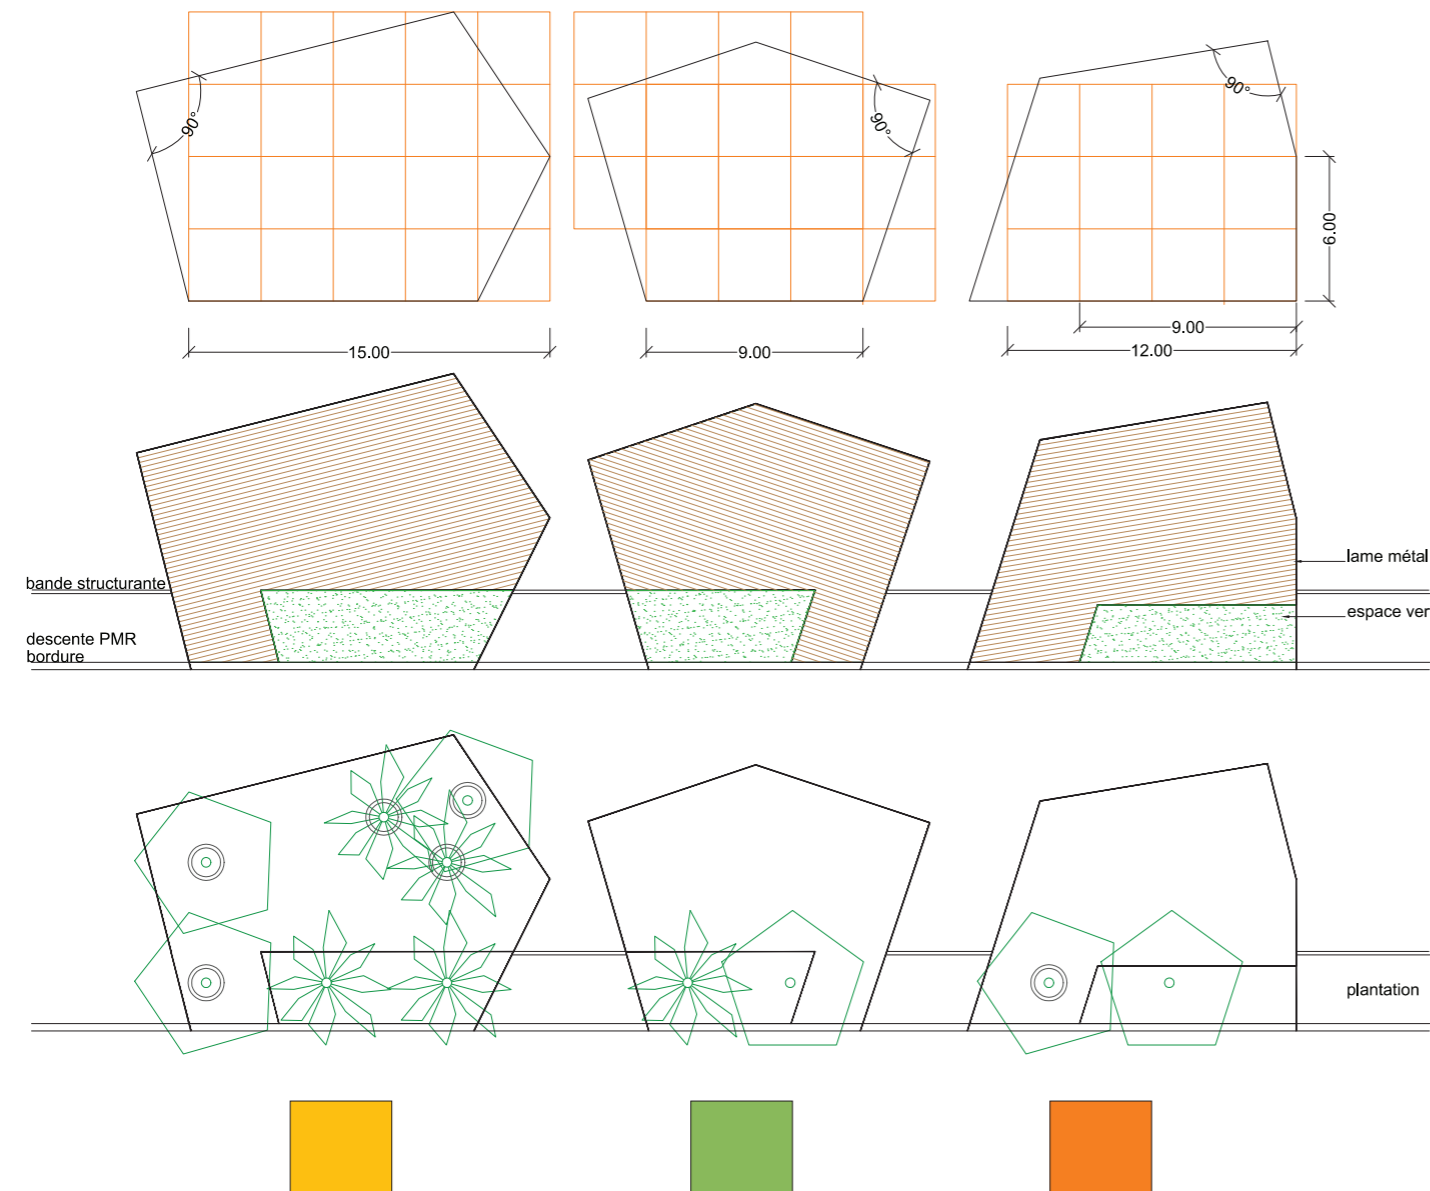 90°
90°
90°
6.00
15.00
9.00
9.00
12.00
bande structurante
lame métal
espace ver
descente PMR
bordure
plantation